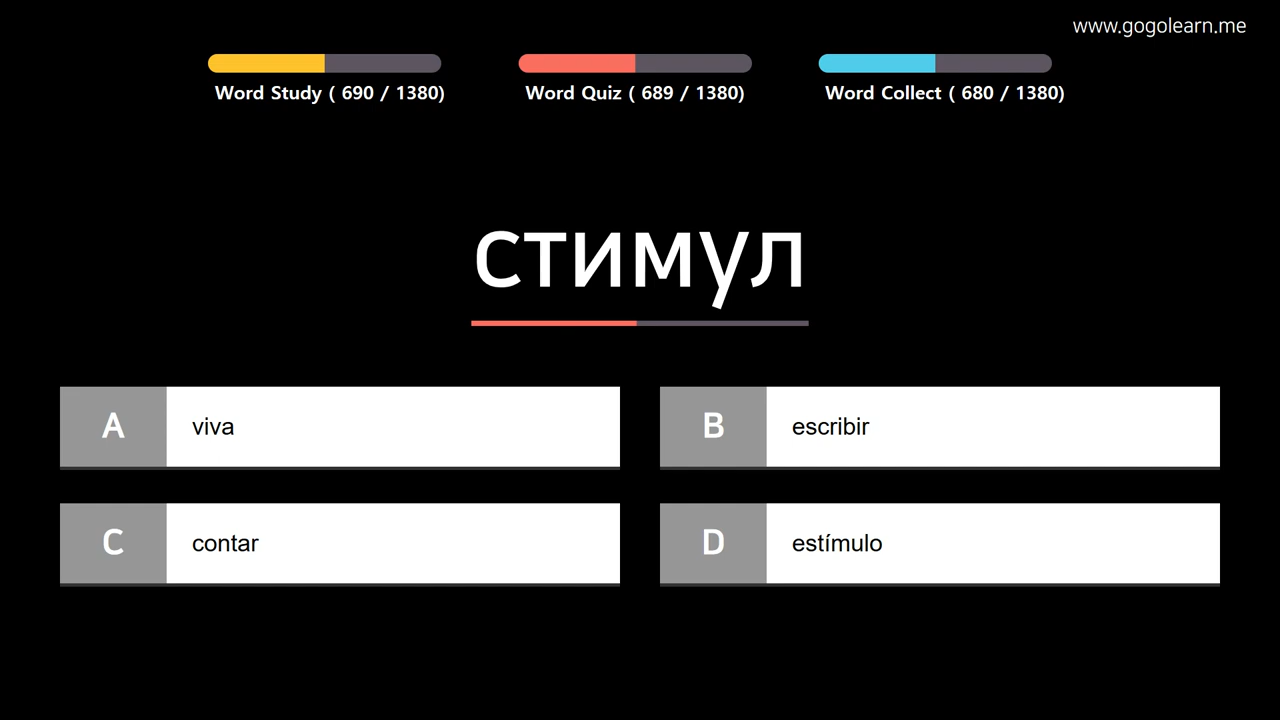 www.gogolearn.me
Word Study ( 690 / 1380)
Word Quiz ( 689 / 1380)
Word Collect ( 680 / 1380)
стимул
A viva
B escribir
C contar
D estímulo